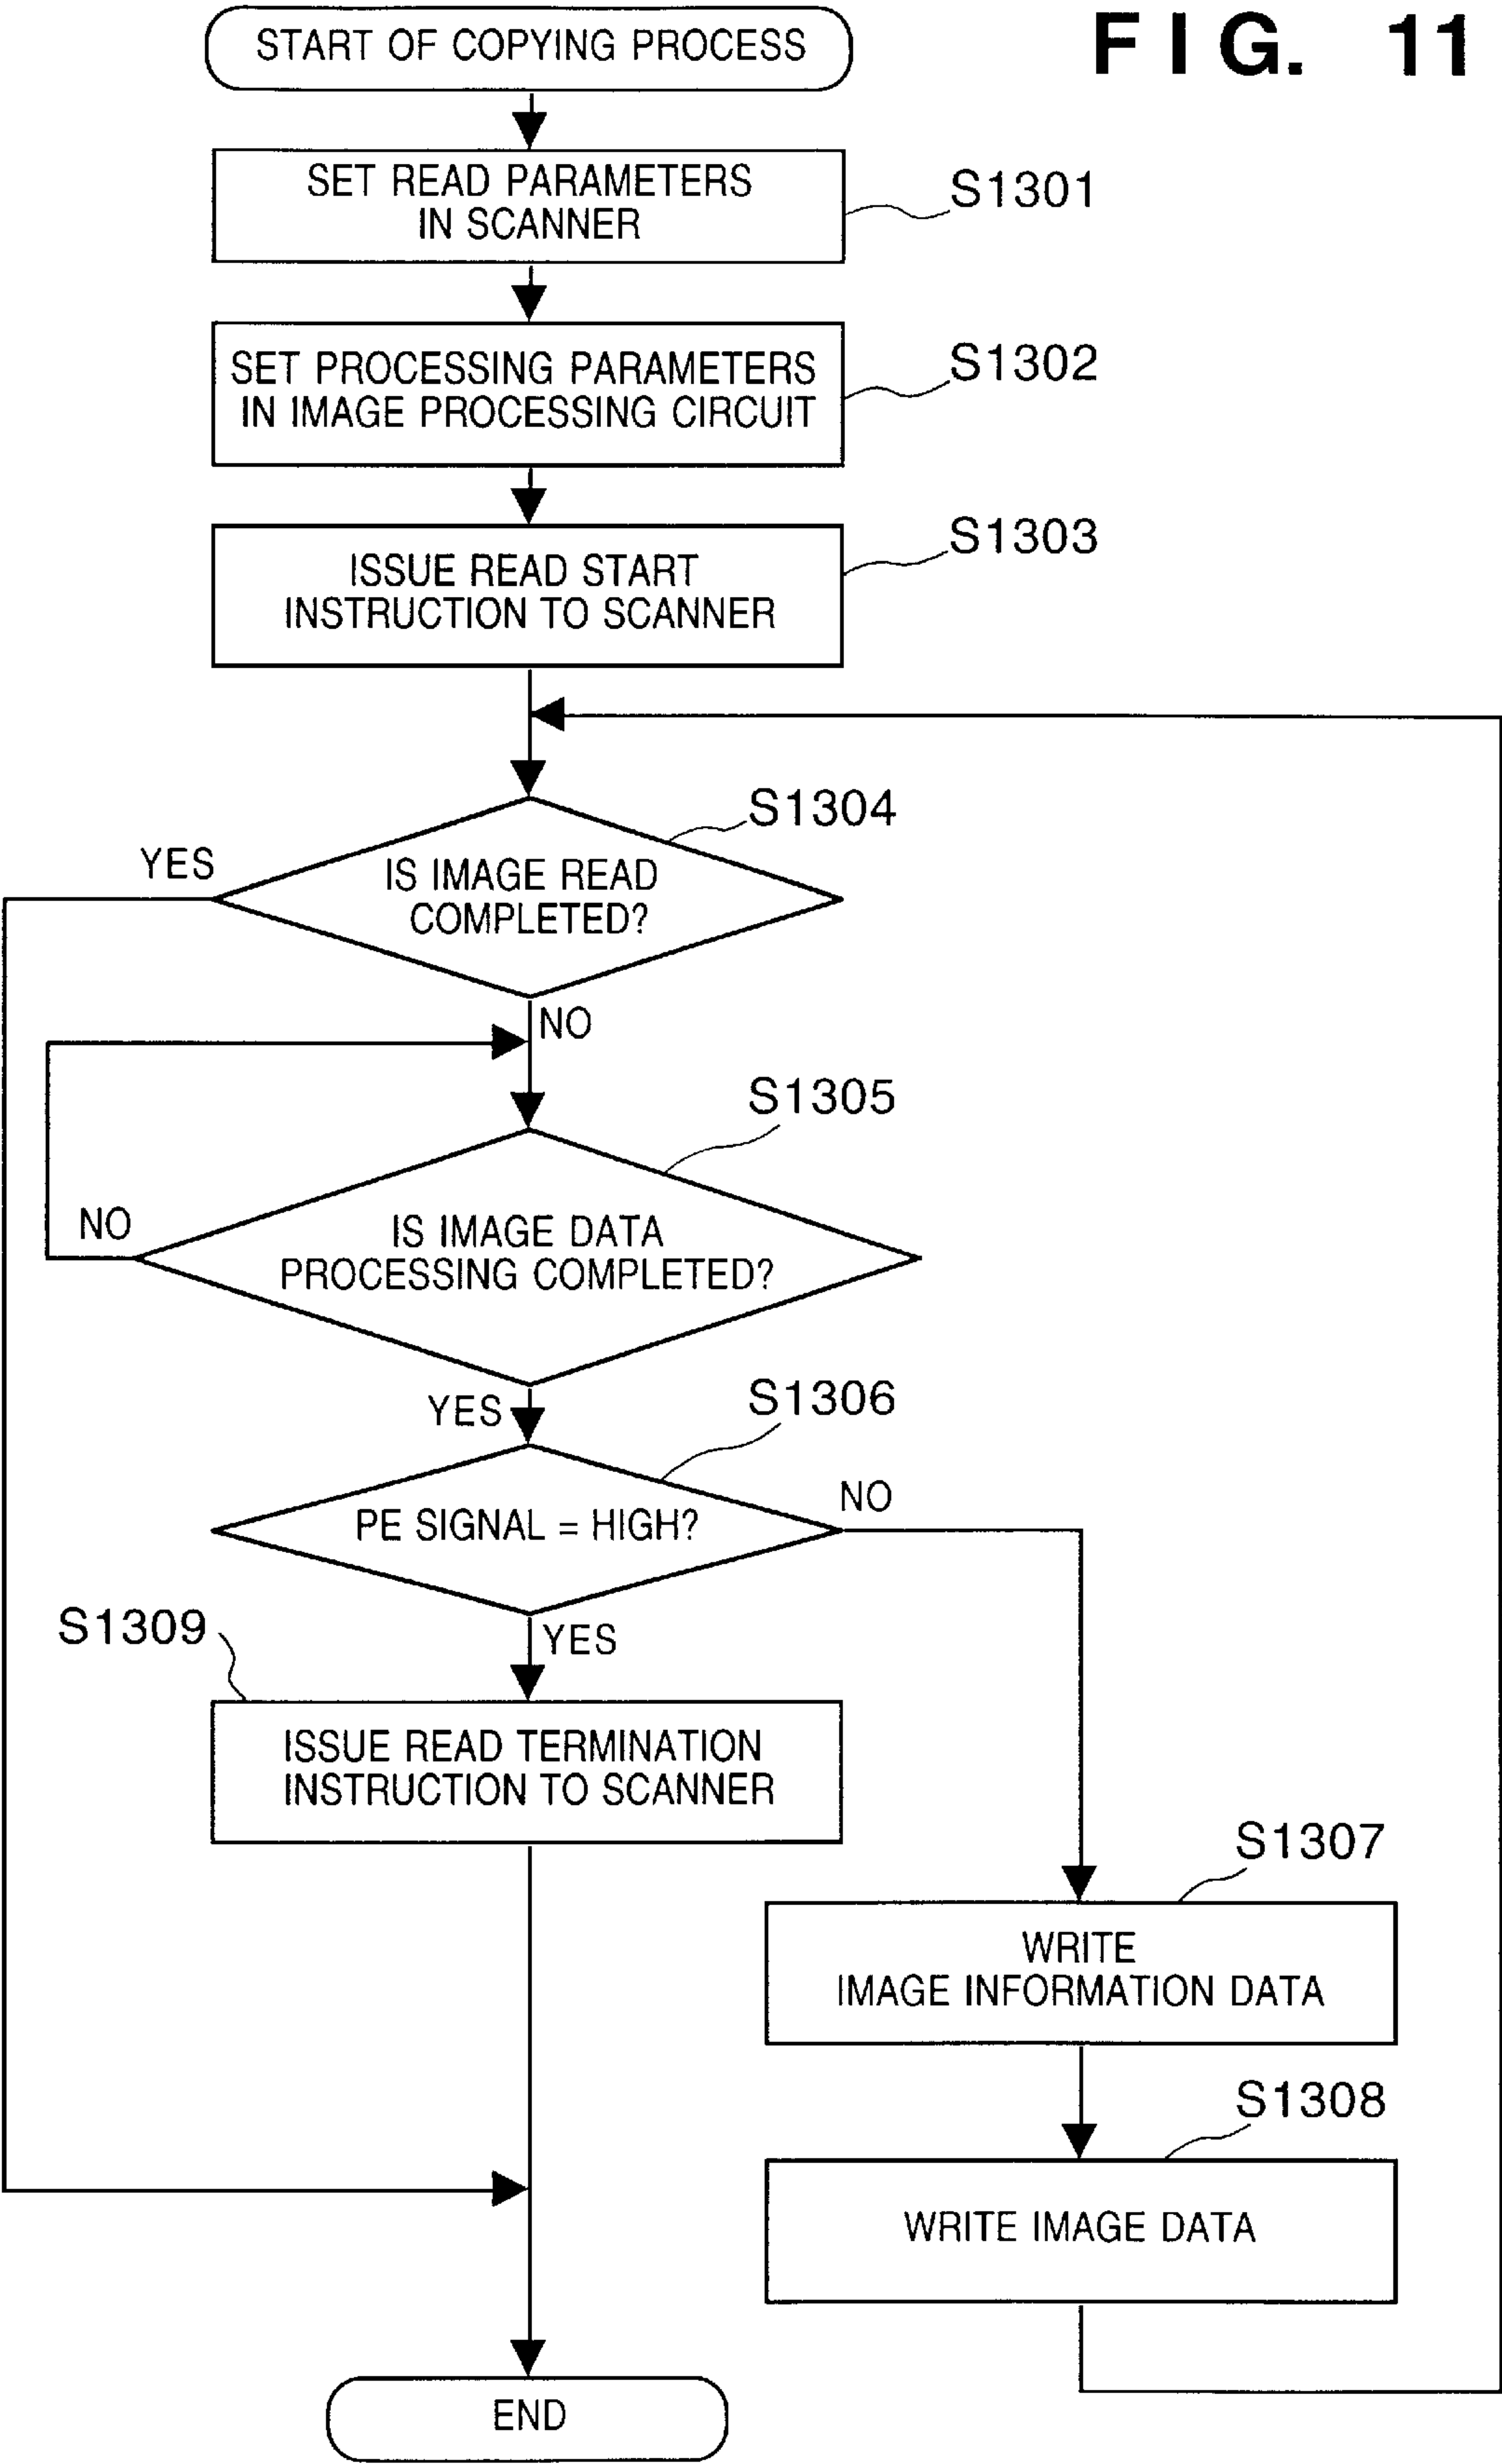 FIG. 11
START OF COPYING PROCESS
SET READ PARAMETERS
IN SCANNER
S1301
SET PROCESSING PARAMETERS
IN IMAGE PROCESSING CIRCUIT
S1302
ISSUE READ START
INSTRUCTION TO SCANNER
S1303
S1304
YES
IS IMAGE READ
COMPLETED?
NO
S1305
NO
IS IMAGE DATA
PROCESSING COMPLETED?
YES
S1306
NO
PE SIGNAL = HIGH?
S1309
YES
ISSUE READ TERMINATION
INSTRUCTION TO SCANNER
S1307
WRITE
IMAGE INFORMATION DATA
S1308
WRITE IMAGE DATA
END